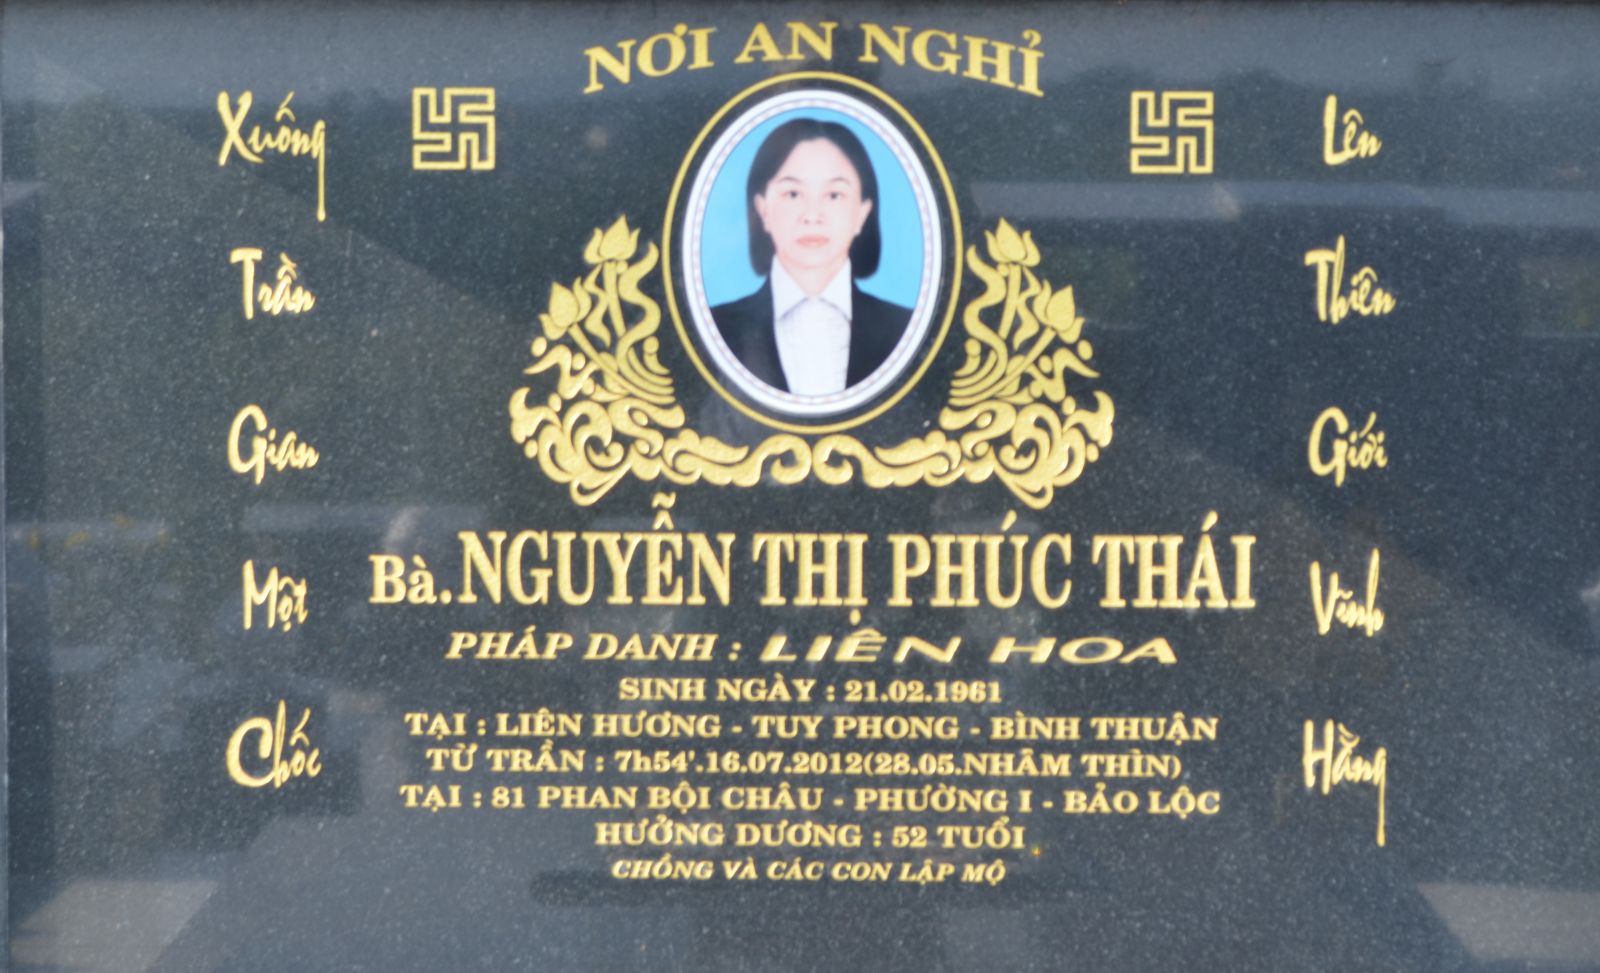 NƠI AN NGHỈ
Xuống
Trần
Gian
Một
Chốc
Lên
Thiên
Giới
Vĩnh
Hằng
Bà.NGUYỄN THỊ PHÚC THÁI
PHÁP DANH : LIÊN HOA
SINH NGÀY : 21.02.1961
TẠI : LIÊN HƯƠNG - TUY PHONG - BÌNH THUẬN
TỪ TRẦN : 7h54'.16.07.2012(28.05.NHÂM THÌN)
TẠI : 81 PHAN BỘI CHÂU - PHƯỜNG I - BẢO LỘC
HƯỞNG DƯƠNG : 52 TUỔI
CHỒNG VÀ CÁC CON LẬP MỘ